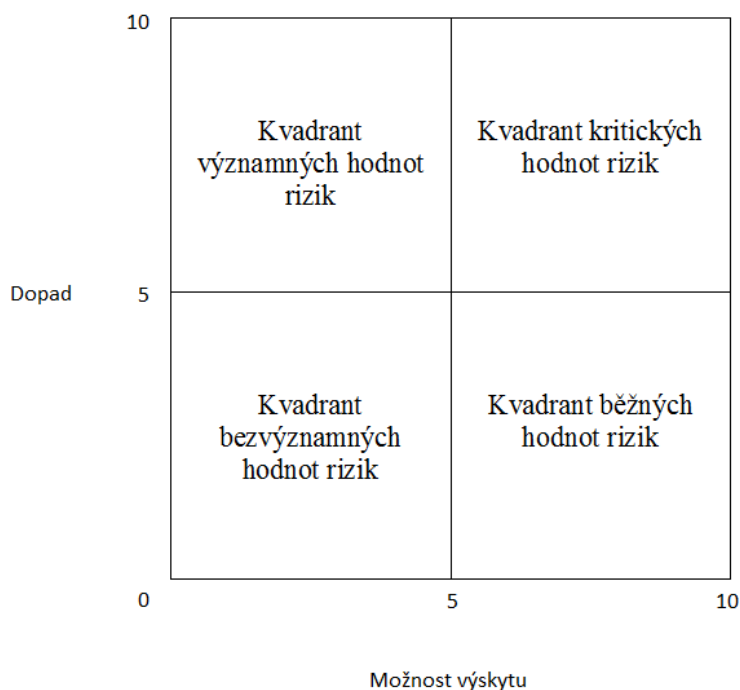 10
Kvadrant
významných hodnot
rizik
Kvadrant kritických
hodnot rizik
Dopad
5
Kvadrant
bezvýznamných
hodnot rizik
Kvadrant běžných
hodnot rizik
0
5
10
Možnost výskytu